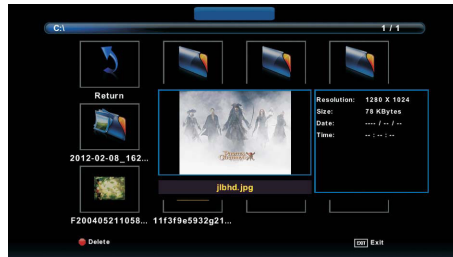 C:\ 1 / 1
Return
Resolution: 1280 X 1024
Size: 78 KBytes
Date: ---- / -- / --
Time: -- : -- : --
2012-02-08_162...
jlbhd.jpg
F200405211058... 11f3f9e5932g21...
Delete EXIT Exit